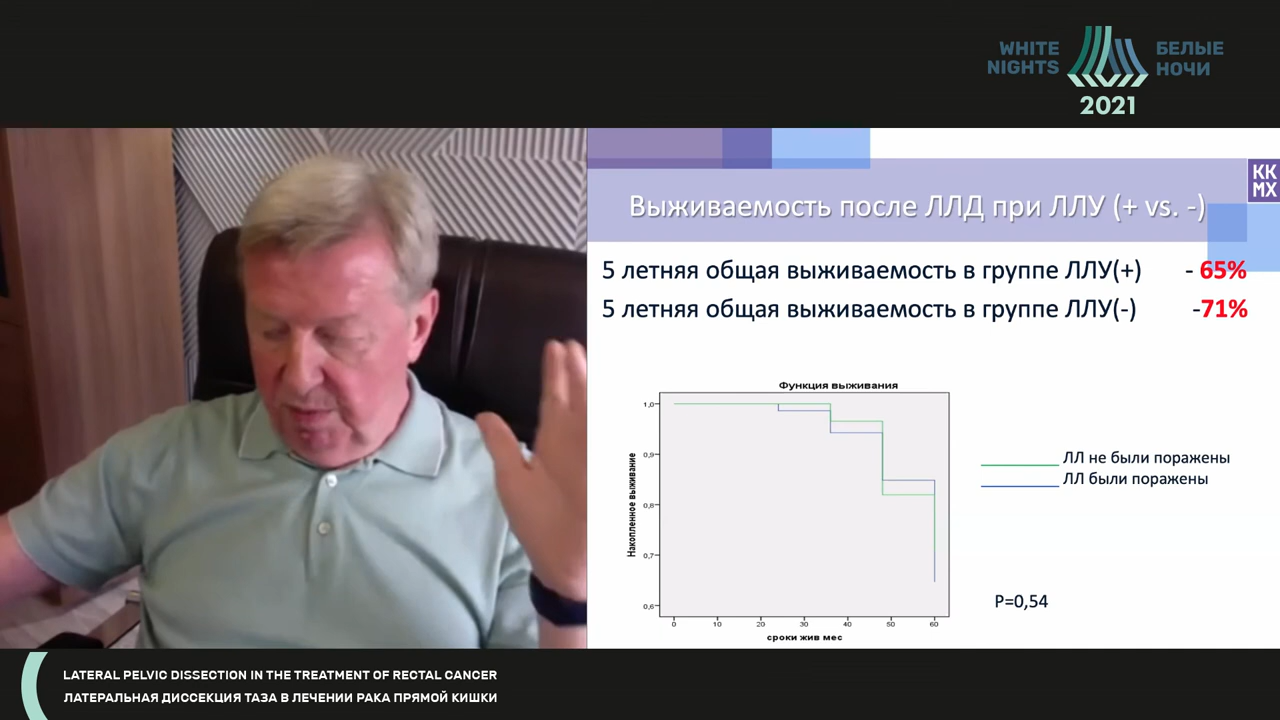 WHITE
NIGHTS
БЕЛЫЕ
НОЧИ
2021
КК
МХ
Выживаемость после ЛЛД при ЛЛУ (+ vs. -)
5 летняя общая выживаемость в группе ЛЛУ(+) - 65%
5 летняя общая выживаемость в группе ЛЛУ(-) -71%
Функция выживания
Накопленное выживание
1,0
0,9
0,8
0,7
0,6
0 10 20 30 40 50 60
сроки жив мес
ЛЛ не были поражены
ЛЛ были поражены
P=0,54
LATERAL PELVIC DISSECTION IN THE TREATMENT OF RECTAL CANCER
ЛАТЕРАЛЬНАЯ ДИССЕКЦИЯ ТАЗА В ЛЕЧЕНИИ РАКА ПРЯМОЙ КИШКИ